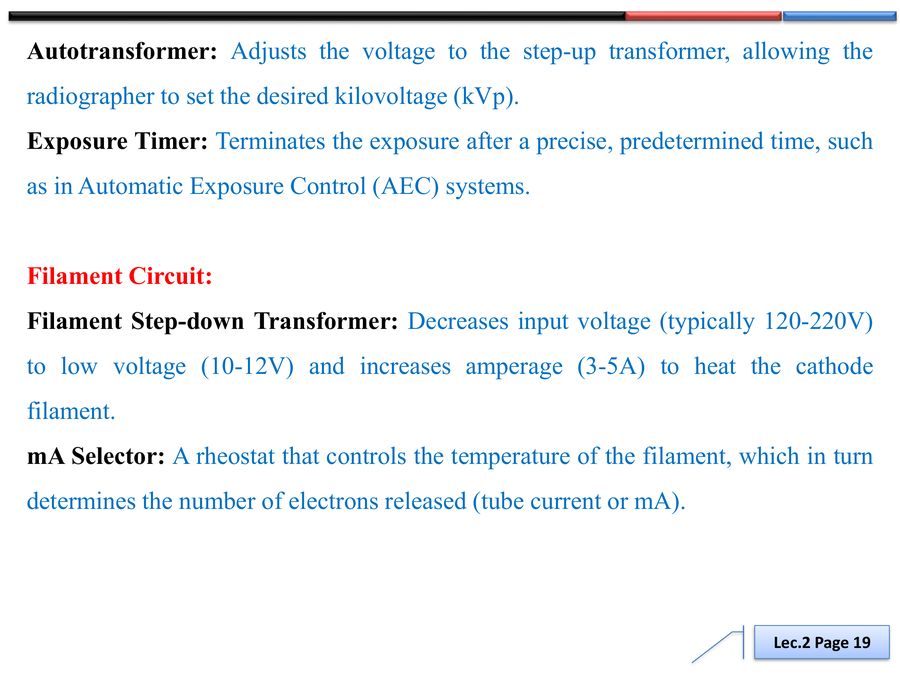 Autotransformer: Adjusts the voltage to the step-up transformer, allowing the
radiographer to set the desired kilovoltage (kVp).
Exposure Timer: Terminates the exposure after a precise, predetermined time, such
as in Automatic Exposure Control (AEC) systems.
Filament Circuit:
Filament Step-down Transformer: Decreases input voltage (typically 120-220V)
to low voltage (10-12V) and increases amperage (3-5A) to heat the cathode
filament.
mA Selector: A rheostat that controls the temperature of the filament, which in turn
determines the number of electrons released (tube current or mA).
Lec.2 Page 19